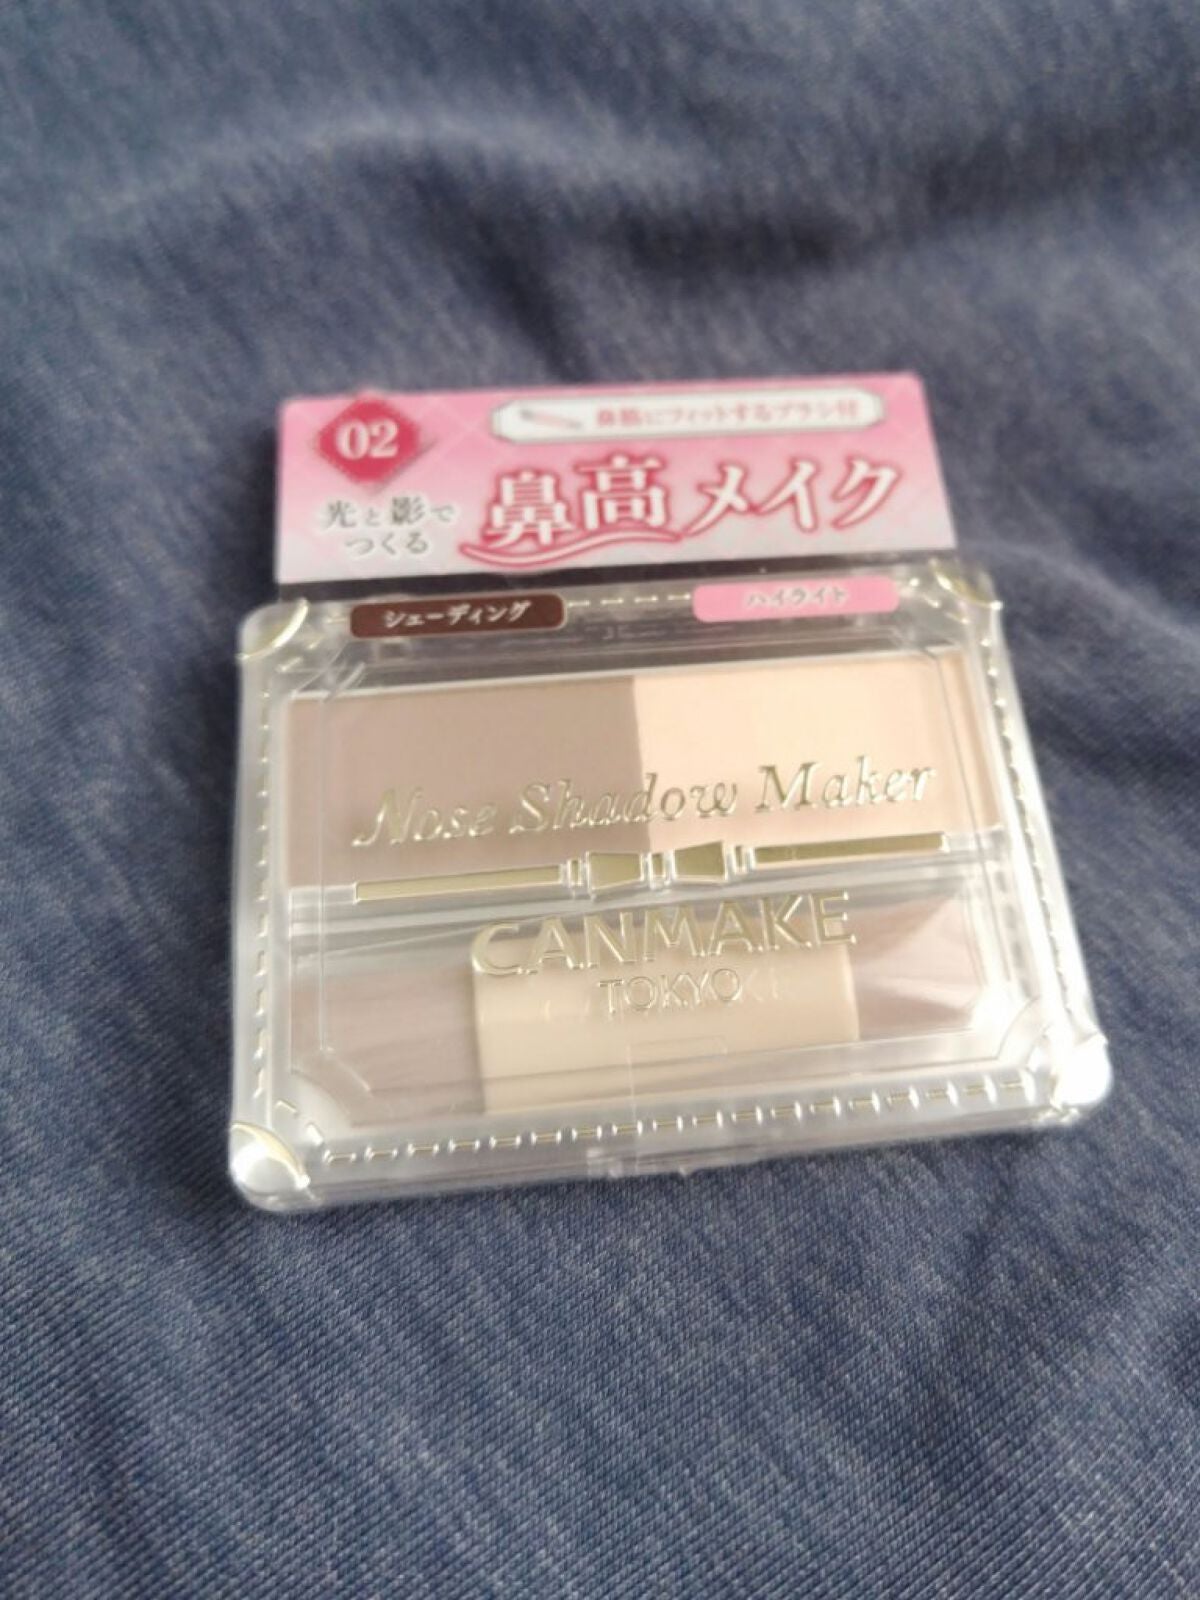 02
鼻筋にフィットするブラシ付
光と影で
つくる
鼻高メイク
シェーディング
ハイライト
Nose Shadow Maker
CANMAKE
TOKYO